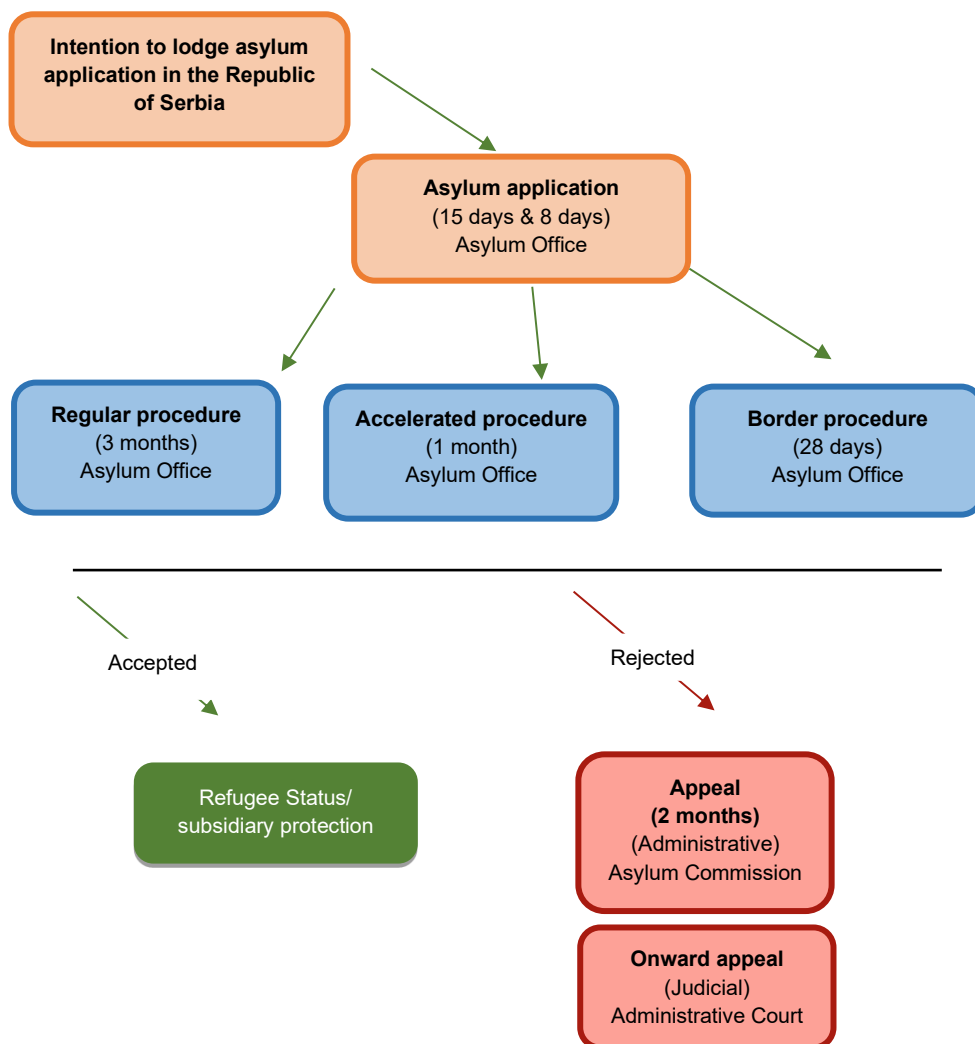 Intention to lodge asylum
application in the Republic
of Serbia
Asylum application
(15 days & 8 days)
Asylum Office
Regular procedure
(3 months)
Asylum Office
Accelerated procedure
(1 month)
Asylum Office
Border procedure
(28 days)
Asylum Office
Accepted
Rejected
Refugee Status/
subsidiary protection
Appeal
(2 months)
(Administrative)
Asylum Commission
Onward appeal
(Judicial)
Administrative Court